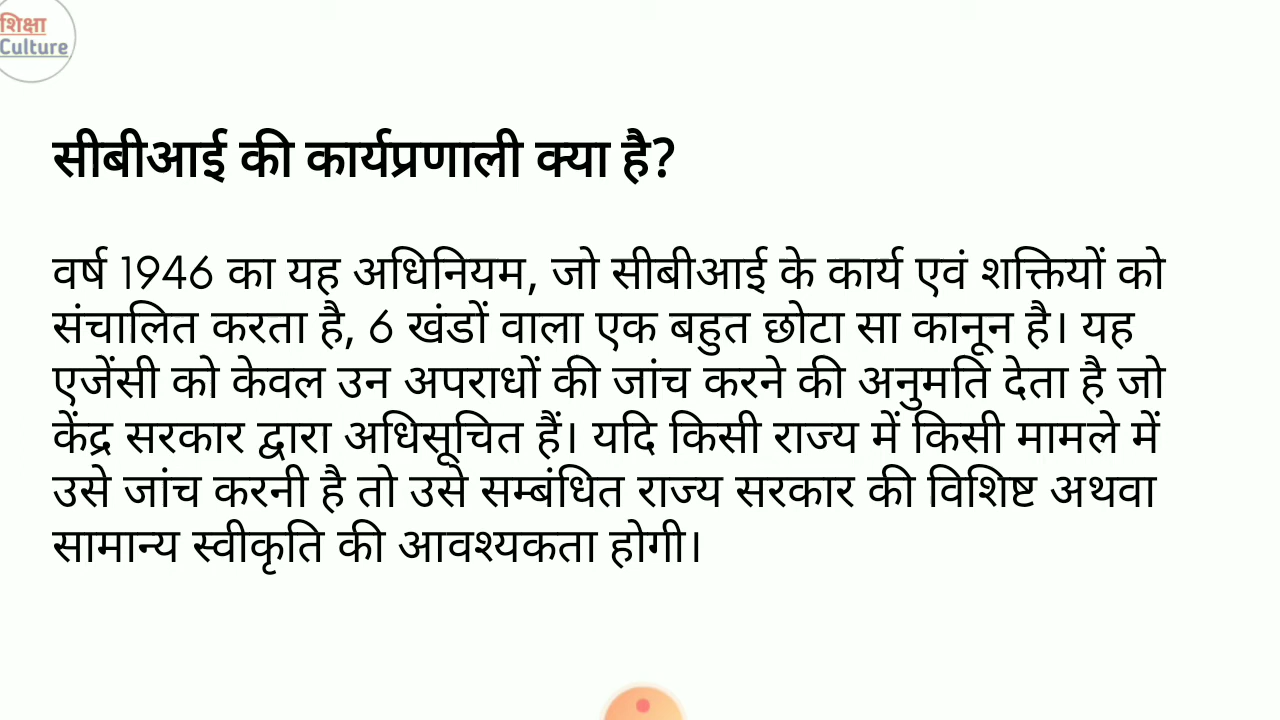 शिक्षा
Culture
सीबीआई की कार्यप्रणाली क्या है?
वर्ष 1946 का यह अधिनियम, जो सीबीआई के कार्य एवं शक्तियों को
संचालित करता है, 6 खंडों वाला एक बहुत छोटा सा कानून है। यह
एजेंसी को केवल उन अपराधों की जांच करने की अनुमति देता है जो
केंद्र सरकार द्वारा अधिसूचित हैं। यदि किसी राज्य में किसी मामले में
उसे जांच करनी है तो उसे सम्बंधित राज्य सरकार की विशिष्ट अथवा
सामान्य स्वीकृति की आवश्यकता होगी।